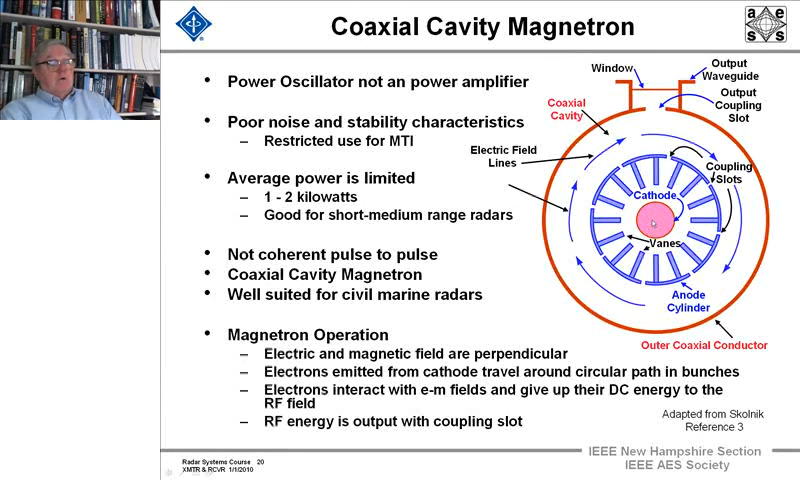 Coaxial Cavity Magnetron
a e
s s
• Power Oscillator not an power amplifier
• Poor noise and stability characteristics
– Restricted use for MTI
• Average power is limited
– 1 - 2 kilowatts
– Good for short-medium range radars
• Not coherent pulse to pulse
• Coaxial Cavity Magnetron
• Well suited for civil marine radars
• Magnetron Operation
– Electric and magnetic field are perpendicular
– Electrons emitted from cathode travel around circular path in bunches
– Electrons interact with e-m fields and give up their DC energy to the
RF field
– RF energy is output with coupling slot
Window
Output
Waveguide
Output
Coupling
Slot
Coaxial
Cavity
Electric Field
Lines
Coupling
Slots
Cathode
Vanes
Anode
Cylinder
Outer Coaxial Conductor
Adapted from Skolnik
Reference 3
Radar Systems Course 20
XMTR & RCVR 1/1/2010
IEEE New Hampshire Section
IEEE AES Society